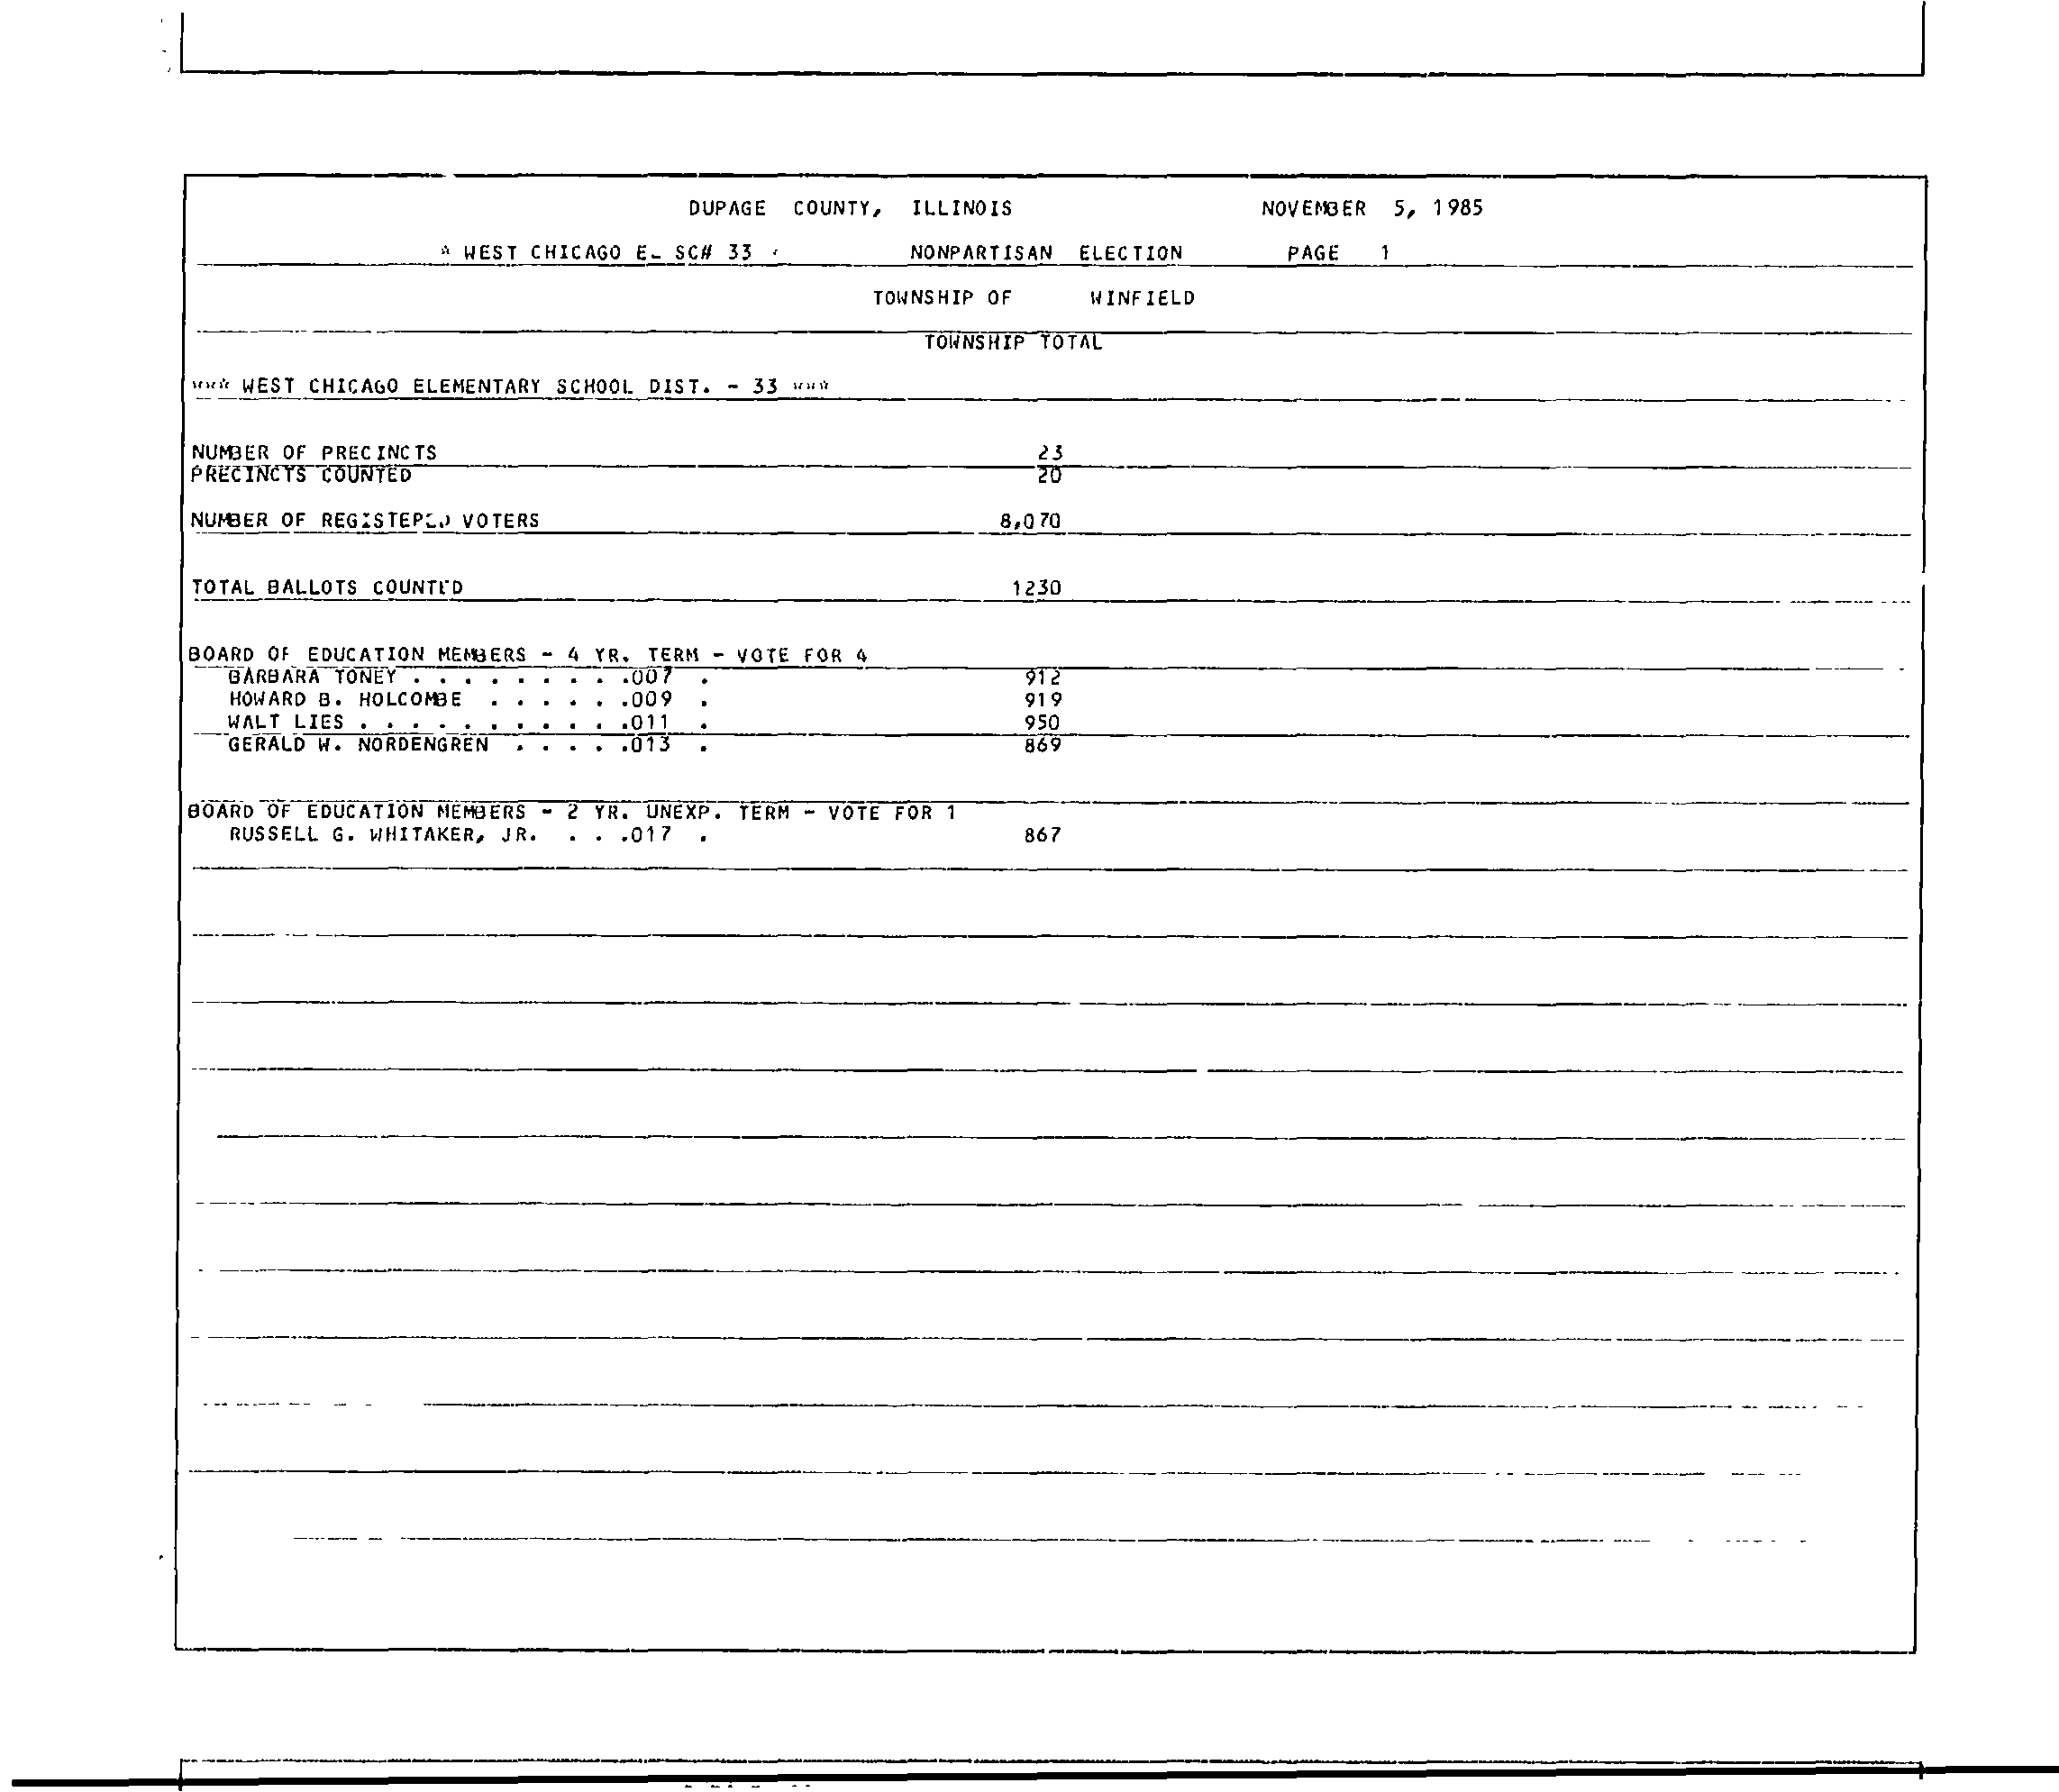 DUPAGE COUNTY, ILLINOIS NOVEMBER 5, 1985
* WEST CHICAGO E. SC# 33 NONPARTISAN ELECTION PAGE 1
TOWNSHIP OF WINFIELD
TOWNSHIP TOTAL
*** WEST CHICAGO ELEMENTARY SCHOOL DIST. - 33 ***
NUMBER OF PRECINCTS 23
PRECINCTS COUNTED 20
NUMBER OF REGISTERED VOTERS 8,070
TOTAL BALLOTS COUNTED 1230
BOARD OF EDUCATION MEMBERS - 4 YR. TERM - VOTE FOR 4
BARBARA TONEY . . . . . . . . .007 . 912
HOWARD B. HOLCOMBE . . . . . .009 . 919
WALT LIES . . . . . . . . . . .011 . 950
GERALD W. NORDENGREN . . . . .013 . 869
BOARD OF EDUCATION MEMBERS - 2 YR. UNEXP. TERM - VOTE FOR 1
RUSSELL G. WHITAKER, JR. . . .017 . 867